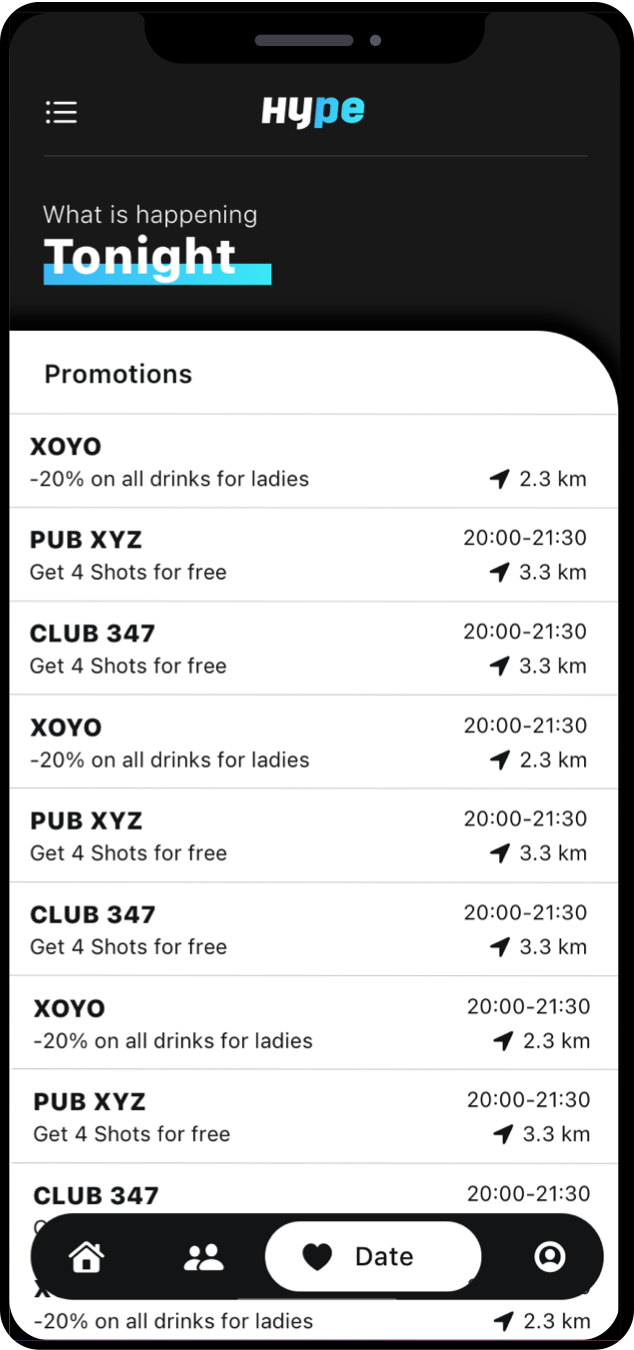 Hype
What is happening
Tonight
Promotions
XOYO
-20% on all drinks for ladies 2.3 km
PUB XYZ 20:00-21:30
Get 4 Shots for free 3.3 km
CLUB 347 20:00-21:30
Get 4 Shots for free 3.3 km
XOYO 20:00-21:30
-20% on all drinks for ladies 2.3 km
PUB XYZ 20:00-21:30
Get 4 Shots for free 3.3 km
CLUB 347 20:00-21:30
Get 4 Shots for free 3.3 km
XOYO 20:00-21:30
-20% on all drinks for ladies 2.3 km
PUB XYZ 20:00-21:30
Get 4 Shots for free 3.3 km
CLUB 347 20:00-21:30
Date
-20% on all drinks for ladies 2.3 km